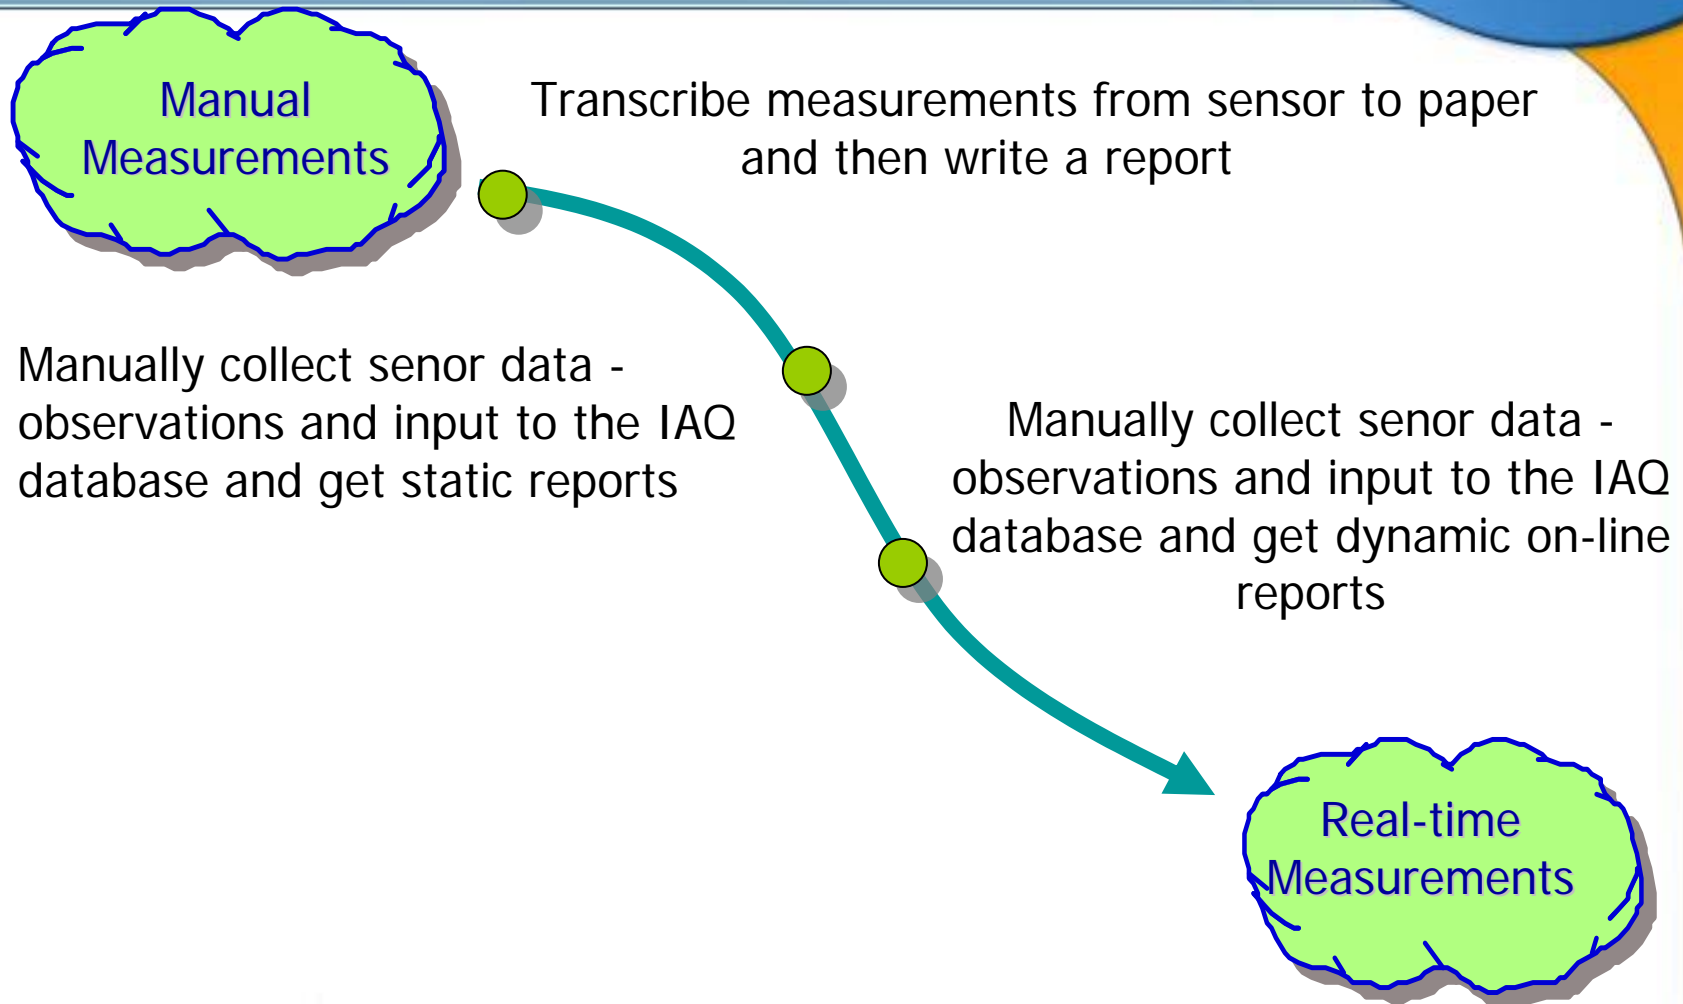 Manual
Measurements
Transcribe measurements from sensor to paper
and then write a report
Manually collect senor data -
observations and input to the IAQ
database and get static reports
Manually collect senor data -
observations and input to the IAQ
database and get dynamic on-line
reports
Real-time
Measurements